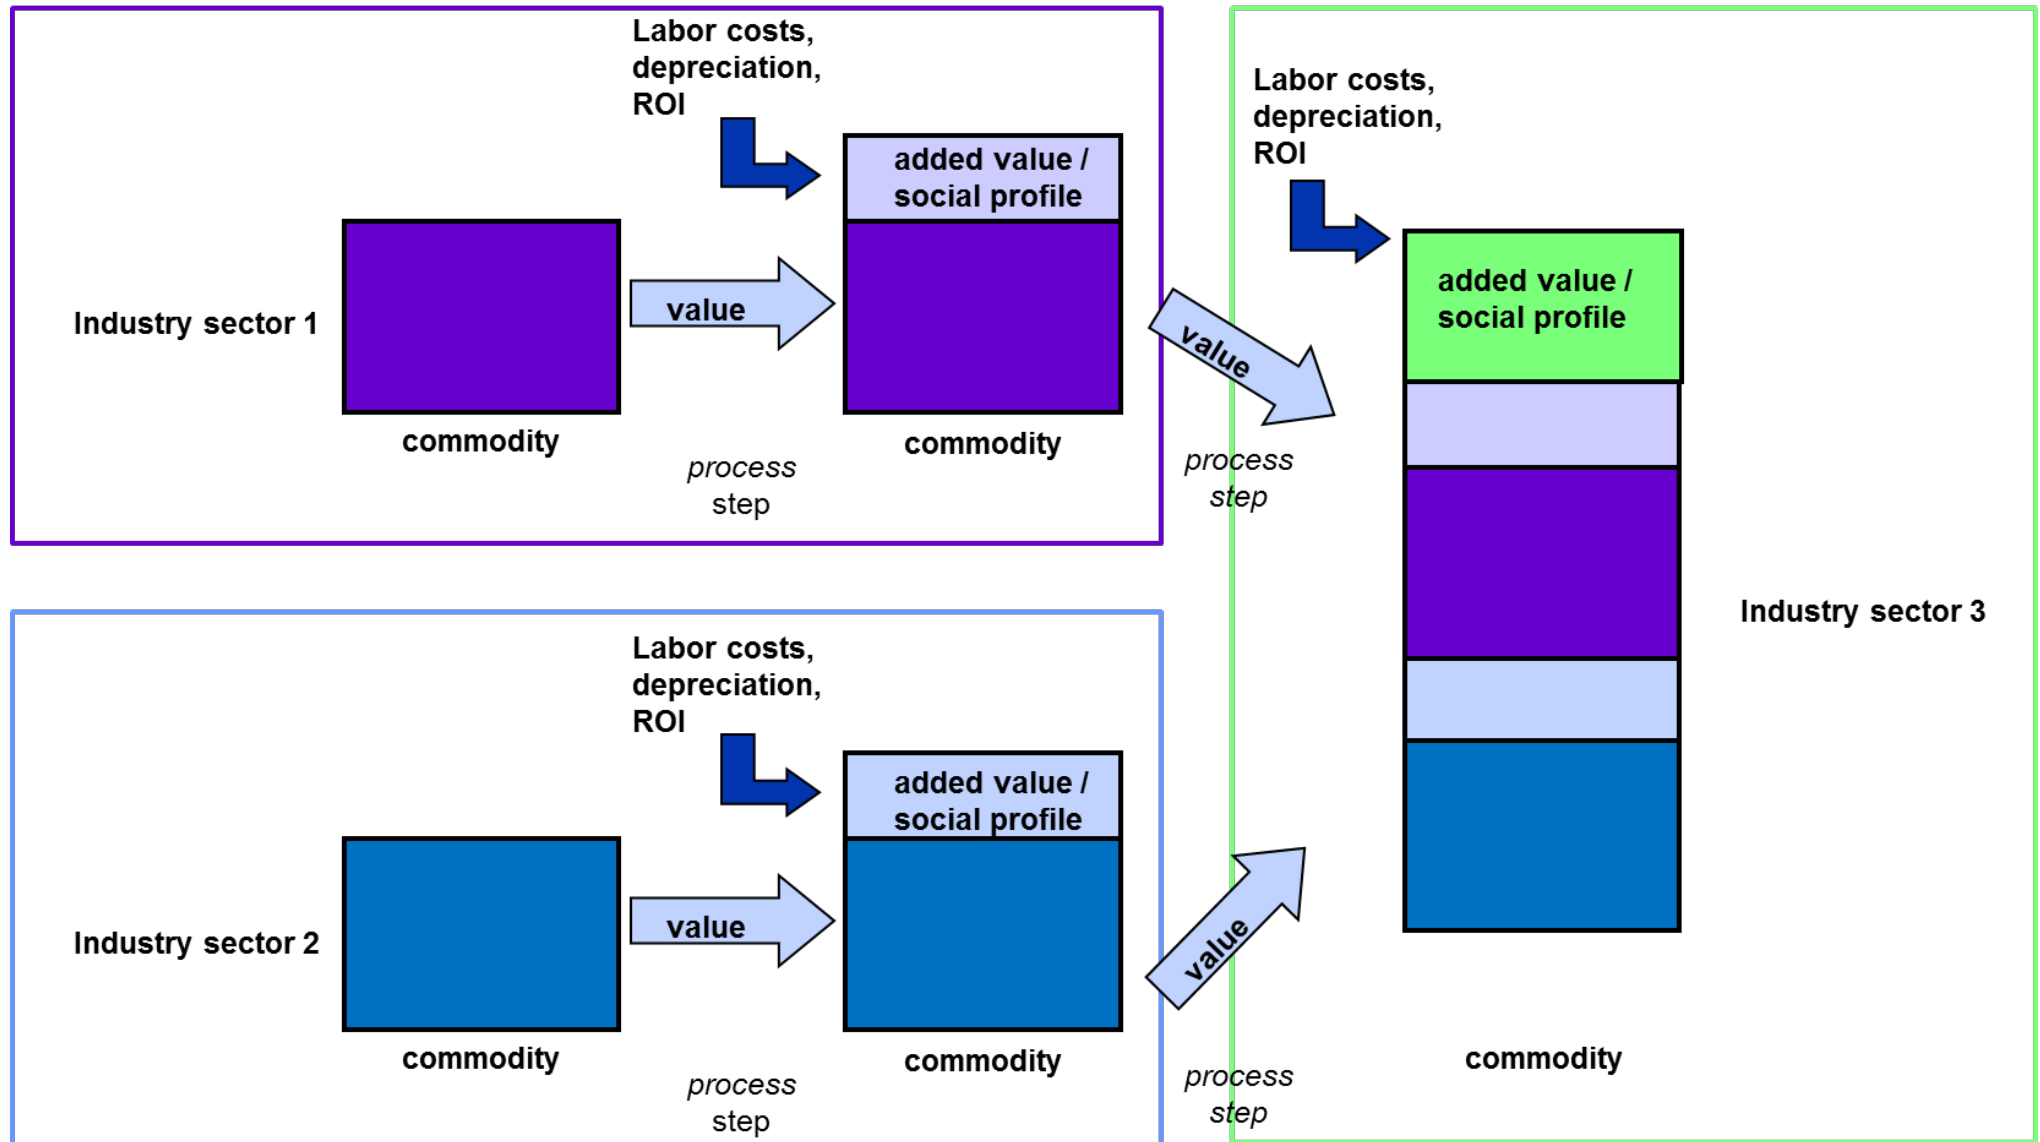 Labor costs,
depreciation,
ROI
added value /
social profile
Industry sector 1
value
commodity
commodity
process
step
value
process
step
Labor costs,
depreciation,
ROI
added value /
social profile
Industry sector 2
value
commodity
commodity
process
step
value
process
step
Labor costs,
depreciation,
ROI
added value /
social profile
Industry sector 3
commodity